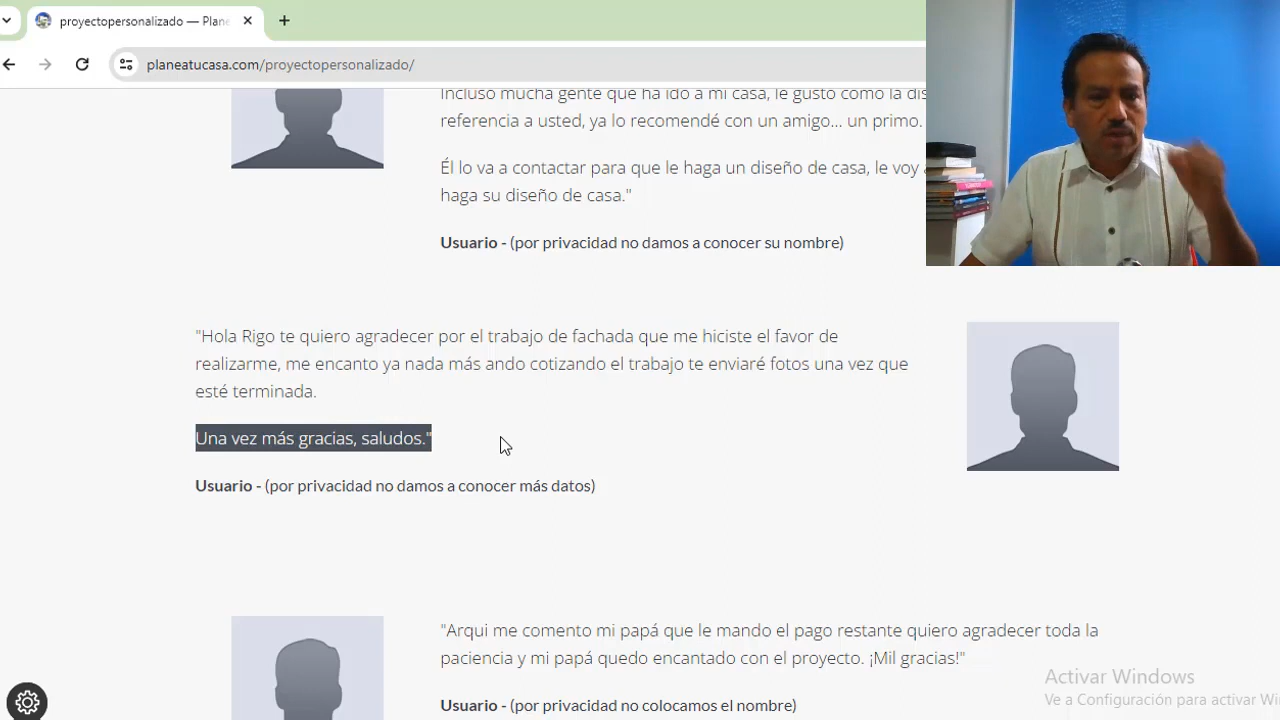 proyectopersonalizado — Plane
planeatucasa.com/proyectopersonalizado/
Incluso mucha gente que ha ido a mi casa, le gusto como la
referencia a usted, ya lo recomendé con un amigo... un primo.
Él lo va a contactar para que le haga un diseño de casa, le voy
haga su diseño de casa."
Usuario - (por privacidad no damos a conocer su nombre)
"Hola Rigo te quiero agradecer por el trabajo de fachada que me hiciste el favor de
realizarme, me encanto ya nada más ando cotizando el trabajo te enviaré fotos una vez que
esté terminada.
Una vez más gracias, saludos."
Usuario - (por privacidad no damos a conocer más datos)
"Arqui me comento mi papá que le mando el pago restante quiero agradecer toda la
paciencia y mi papá quedo encantado con el proyecto. ¡Mil gracias!"
Usuario - (por privacidad no colocamos el nombre)
Activar Windows
Ve a Configuración para activar Wi